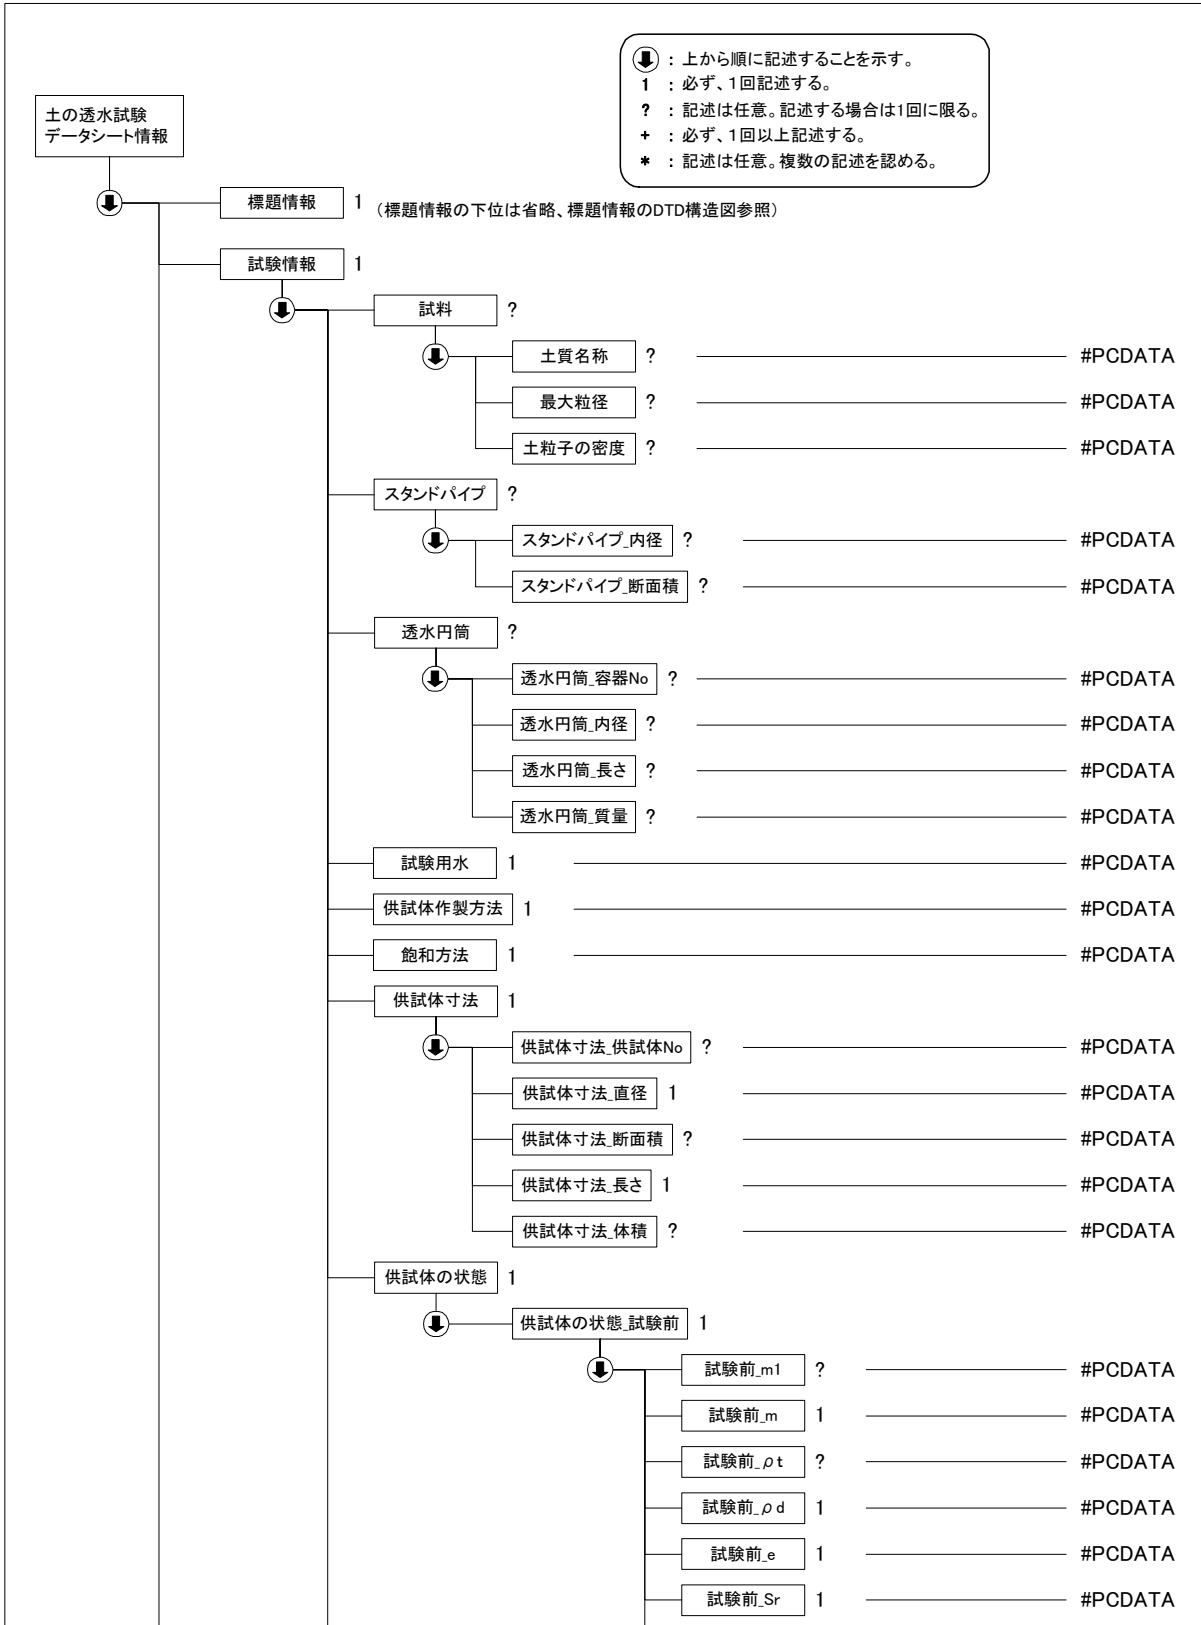 : 上から順に記述することを示す。
1 : 必ず、1回記述する。
? : 記述は任意。記述する場合は1回に限る。
+ : 必ず、1回以上記述する。
* : 記述は任意。複数の記述を認める。
土の透水試験
データシート情報
標題情報 1 (標題情報の下位は省略、標題情報のDTD構造図参照)
試験情報 1
試料 ?
土質名称 ? #PCDATA
最大粒径 ? #PCDATA
土粒子の密度 ? #PCDATA
スタンドパイプ ?
スタンドパイプ_内径 ? #PCDATA
スタンドパイプ_断面積 ? #PCDATA
透水円筒 ?
透水円筒_容器No ? #PCDATA
透水円筒_内径 ? #PCDATA
透水円筒_長さ ? #PCDATA
透水円筒_質量 ? #PCDATA
試験用水 1 #PCDATA
供試体作製方法 1 #PCDATA
飽和方法 1 #PCDATA
供試体寸法 1
供試体寸法_供試体No ? #PCDATA
供試体寸法_直径 1 #PCDATA
供試体寸法_断面積 ? #PCDATA
供試体寸法_長さ 1 #PCDATA
供試体寸法_体積 ? #PCDATA
供試体の状態 1
供試体の状態_試験前 1
試験前_m1 ? #PCDATA
試験前_m 1 #PCDATA
試験前_ρt ? #PCDATA
試験前_ρd 1 #PCDATA
試験前_e 1 #PCDATA
試験前_Sr 1 #PCDATA